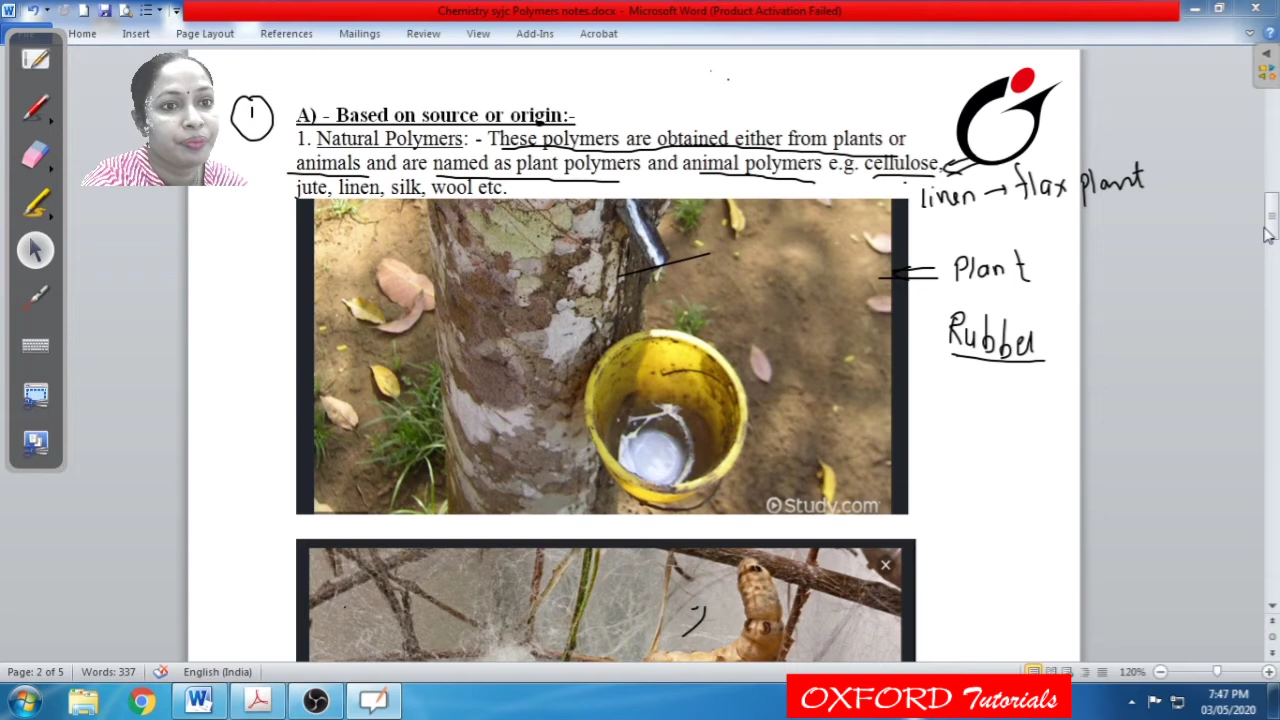 Chemistry syjc Polymers notes.docx - Microsoft Word (Product Activation Failed)
Home Insert Page Layout References Mailings Review View Add-Ins Acrobat
1
A) - Based on source or origin:-
1. Natural Polymers: - These polymers are obtained either from plants or
animals and are named as plant polymers and animal polymers e.g. cellulose,
jute, linen, silk, wool etc.
linen → flax plant
Plant
Rubber
Study.com
Page: 2 of 5 Words: 337 English (India) 120%
OXFORD Tutorials
7:47 PM
03/05/2020